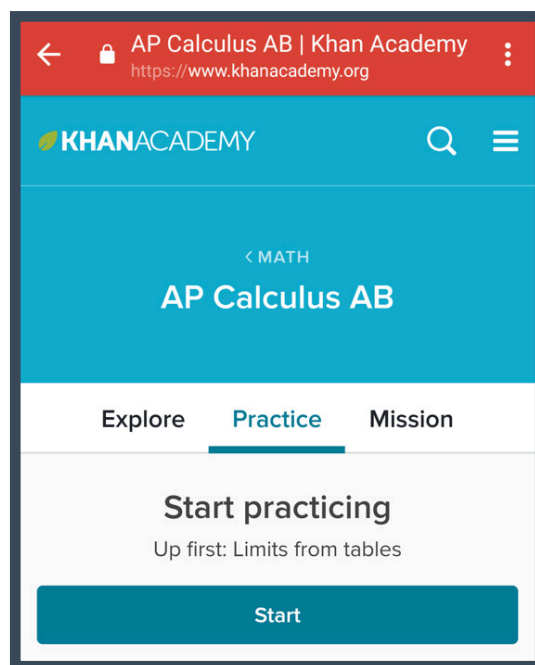 AP Calculus AB | Khan Academy
https://www.khanacademy.org
KHANACADEMY
< MATH
AP Calculus AB
Explore Practice Mission
Start practicing
Up first: Limits from tables
Start